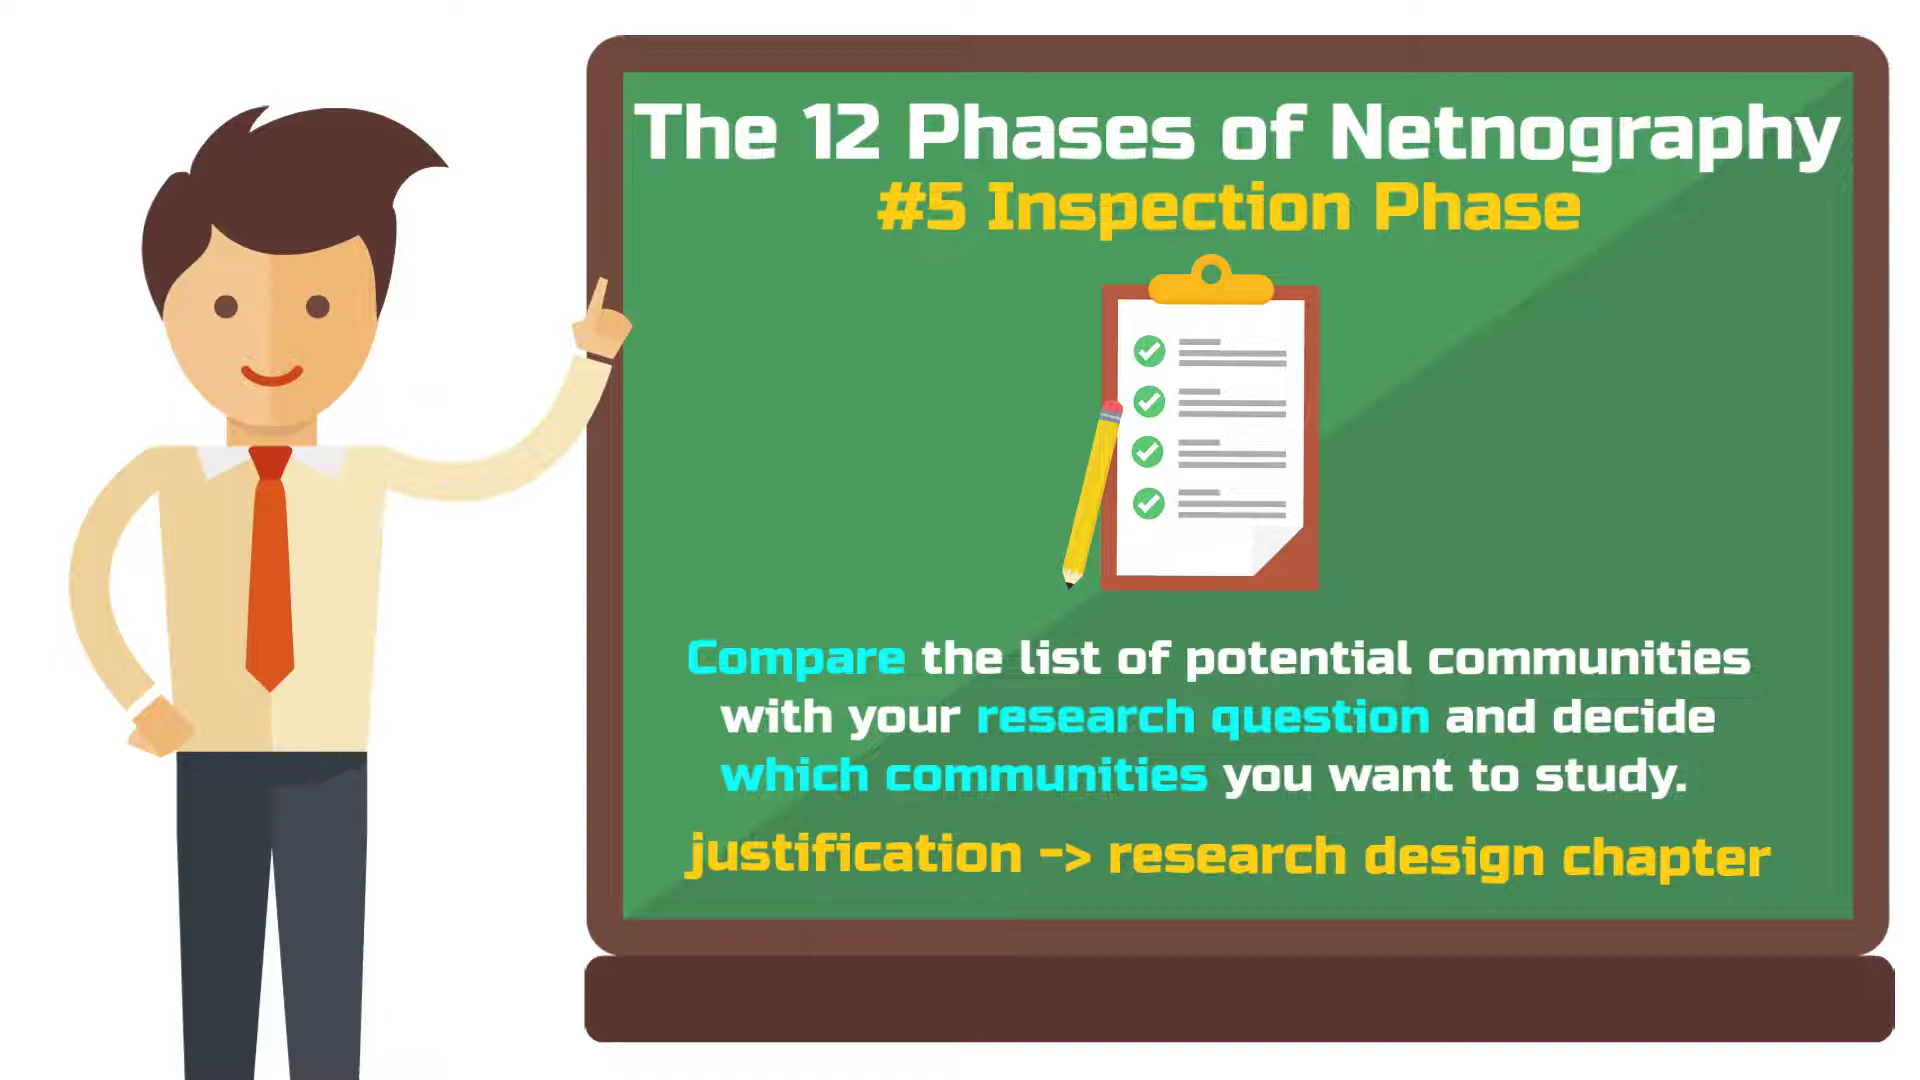 The 12 Phases of Netnography
#5 Inspection Phase
Compare the list of potential communities
with your research question and decide
which communities you want to study.
justification -> research design chapter